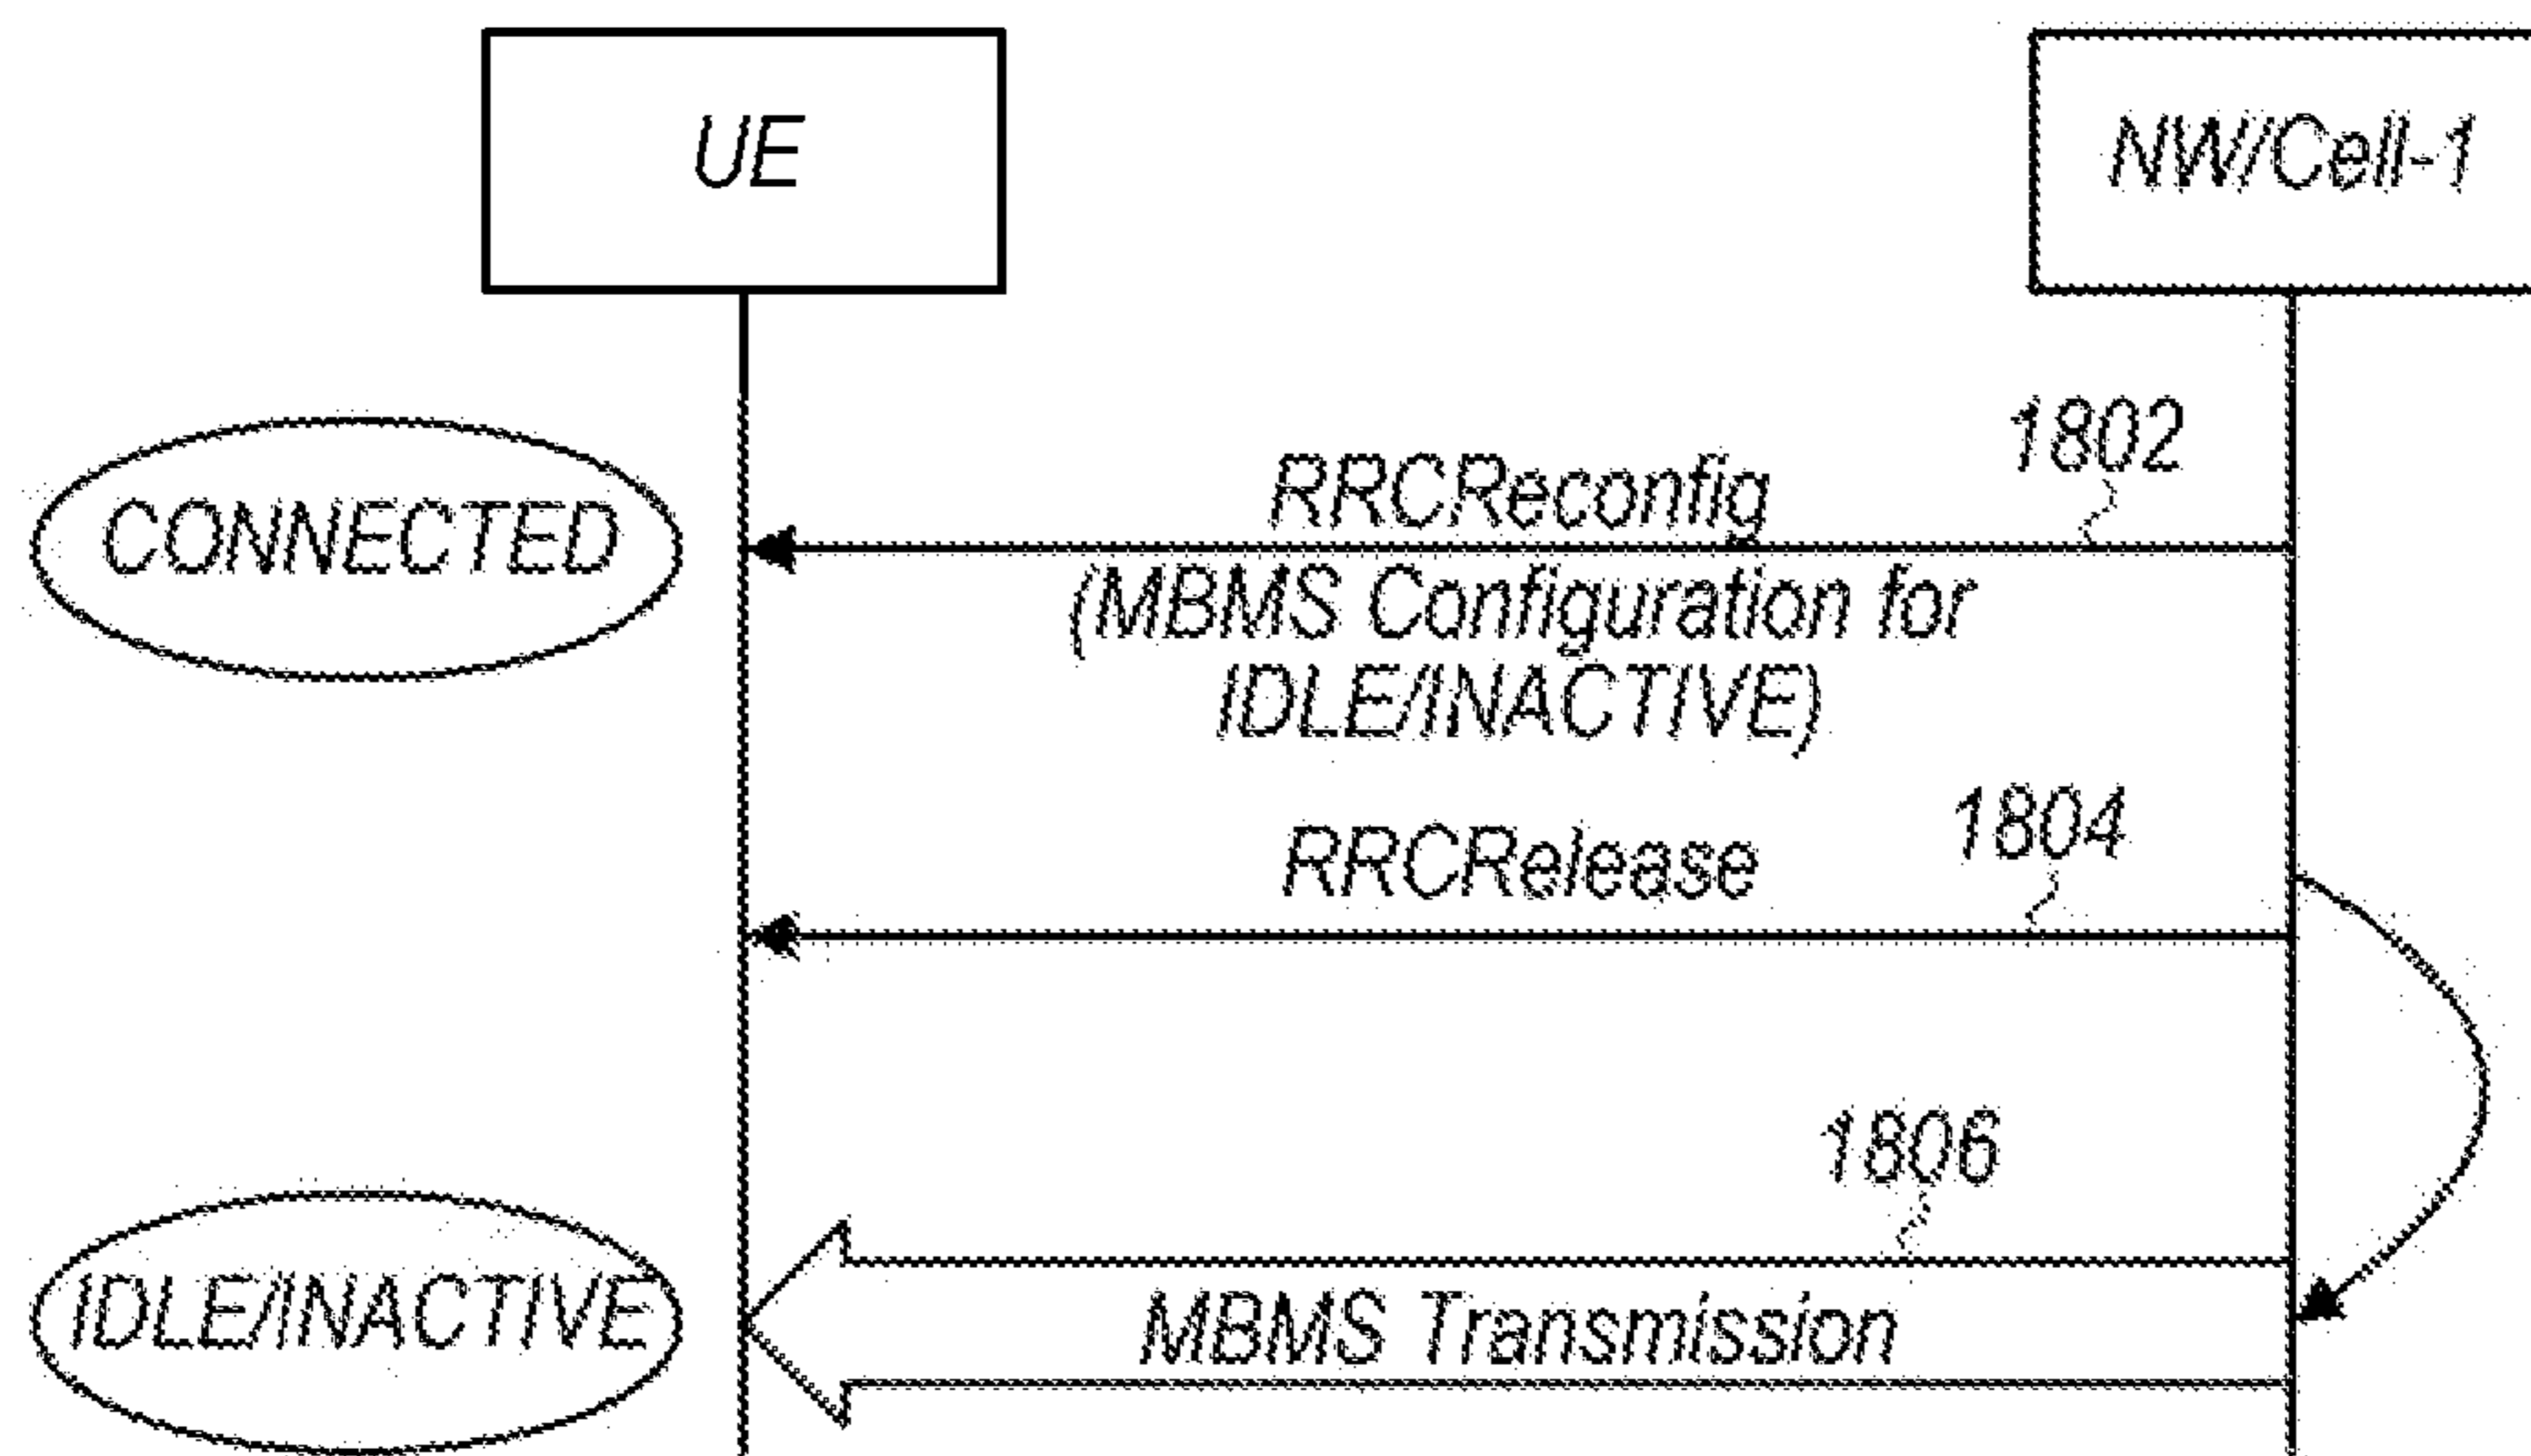 UE
NW/Cell-1
1802
CONNECTED
RRCReconfig
(MBMS Configuration for
IDLE/INACTIVE)
1804
RRCRelease
1806
IDLE/INACTIVE
MBMS Transmission